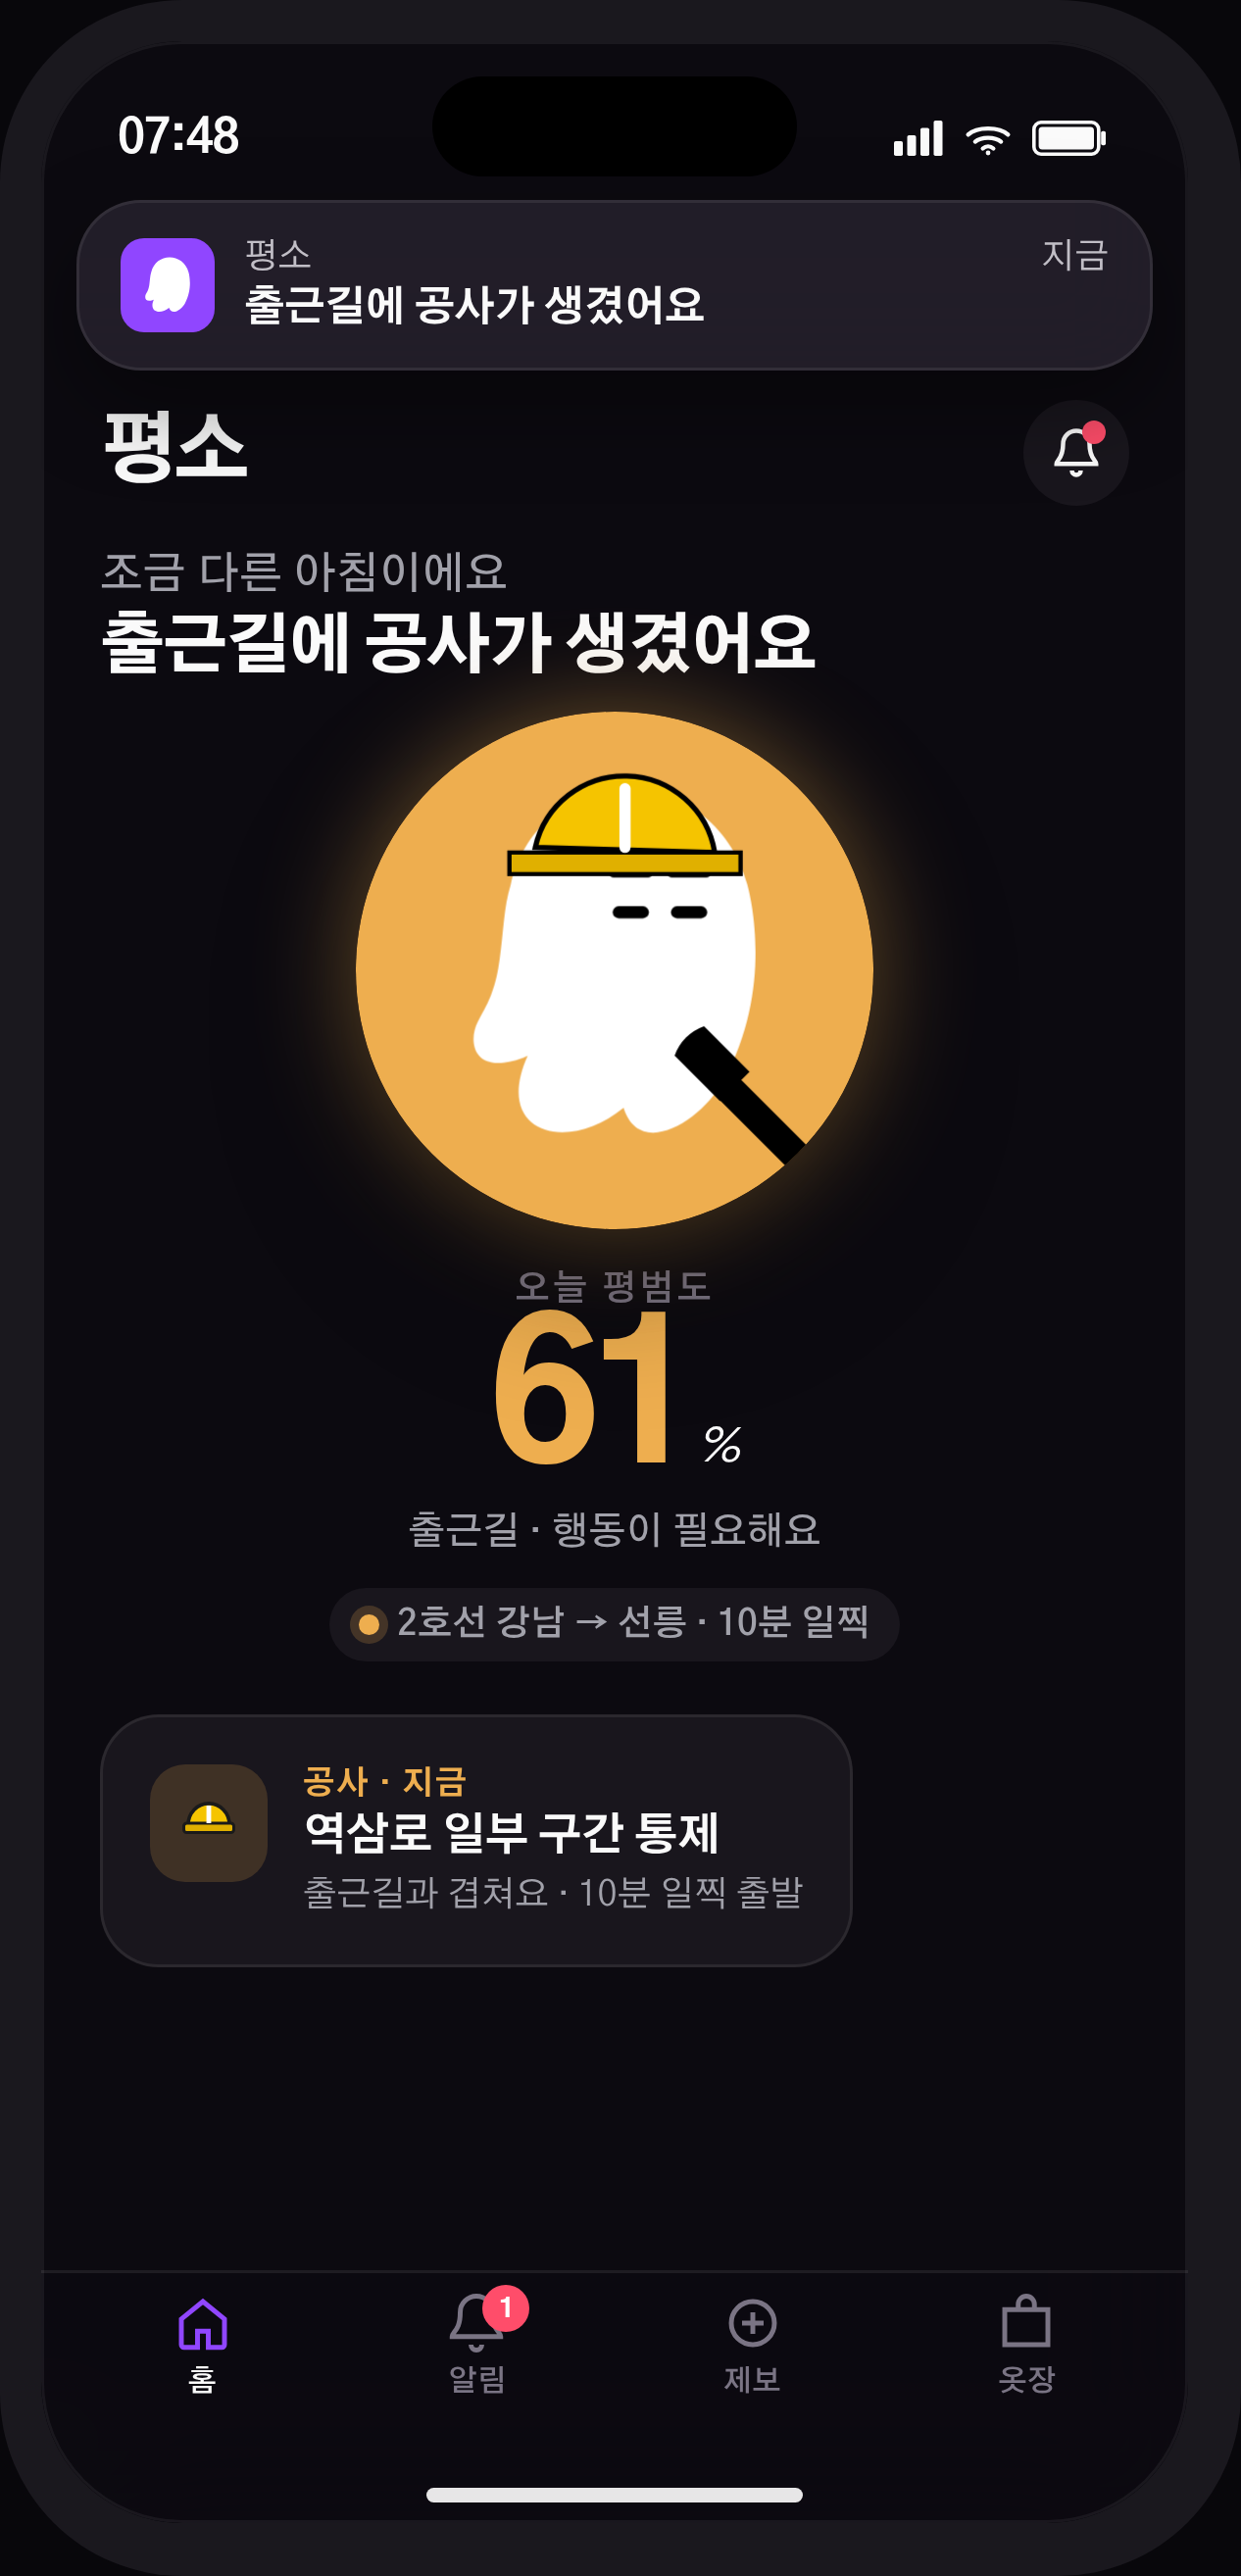 07:48
평소
지금
출근길에 공사가 생겼어요
평소
조금 다른 아침이에요
출근길에 공사가 생겼어요
오늘 평범도
61 %
출근길 · 행동이 필요해요
2호선 강남 → 선릉 · 10분 일찍
공사 · 지금
역삼로 일부 구간 통제
출근길과 겹쳐요 · 10분 일찍 출발
1
홈
알림
제보
옷장